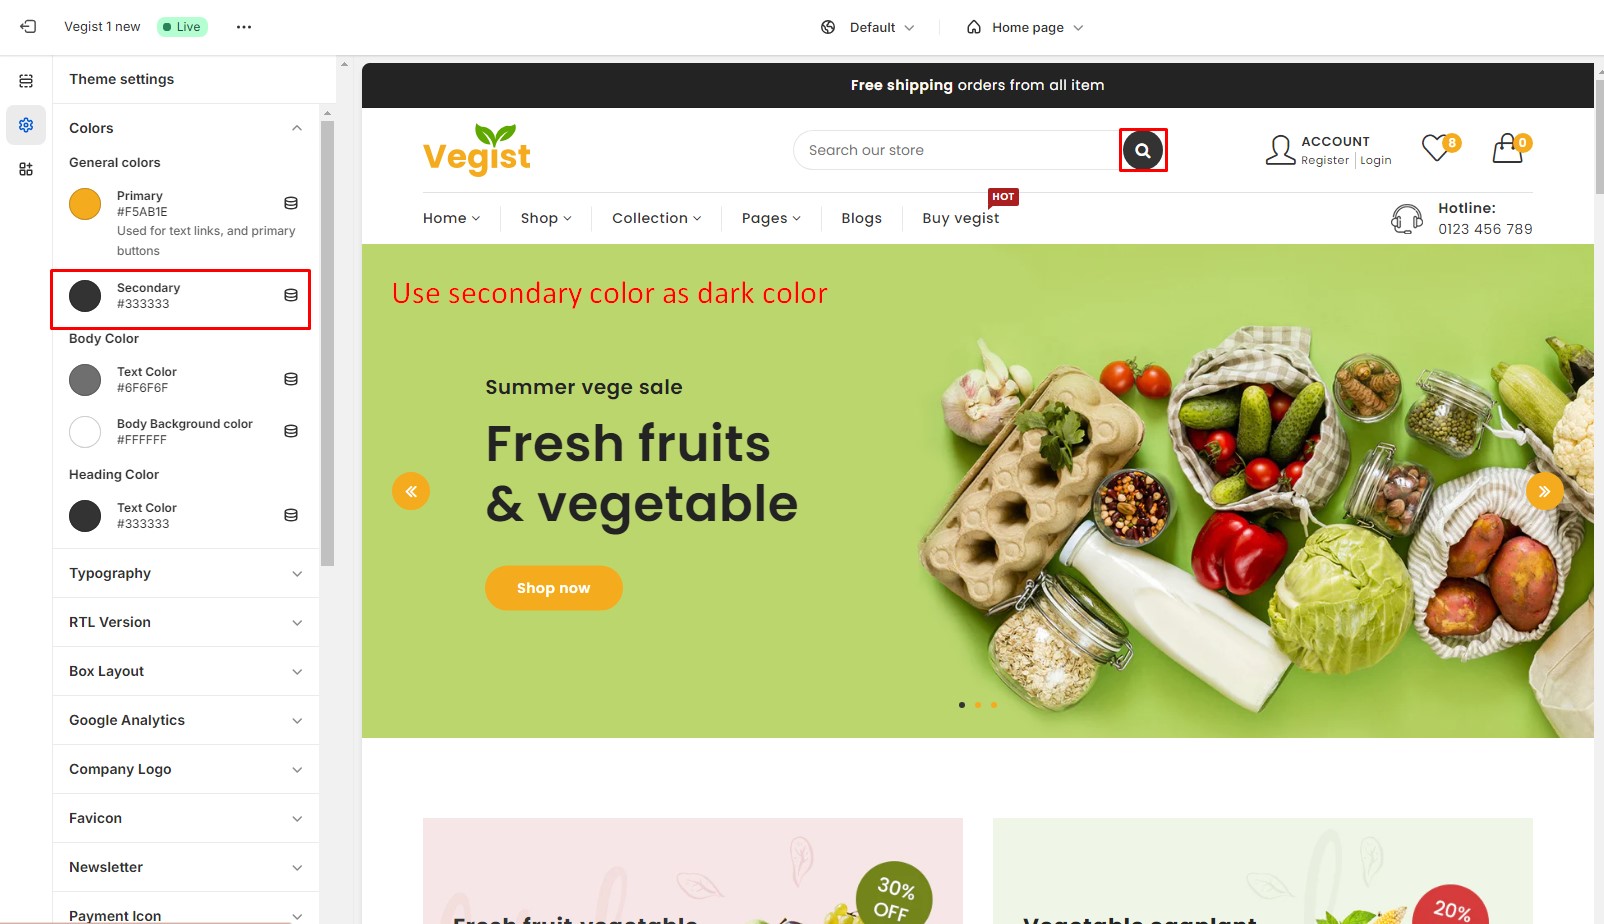 Vegist 1 new
Live
Default
Home page
Theme settings
Colors
General colors
Primary
#F5AB1E
Used for text links, and primary
buttons
Secondary
#333333
Body Color
Text Color
#6F6F6F
Body Background color
#FFFFFF
Heading Color
Text Color
#333333
Typography
RTL Version
Box Layout
Google Analytics
Company Logo
Favicon
Newsletter
Payment Icon
Free shipping orders from all item
Vegist
Search our store
ACCOUNT
Register Login
8
0
HOT
Home
Shop
Collection
Pages
Blogs
Buy vegist
Hotline:
0123 456 789
Use secondary color as dark color
Summer vege sale
Fresh fruits
& vegetable
Shop now
30%
OFF
Fresh fruit vegetable
20%
Vegetable eggplant